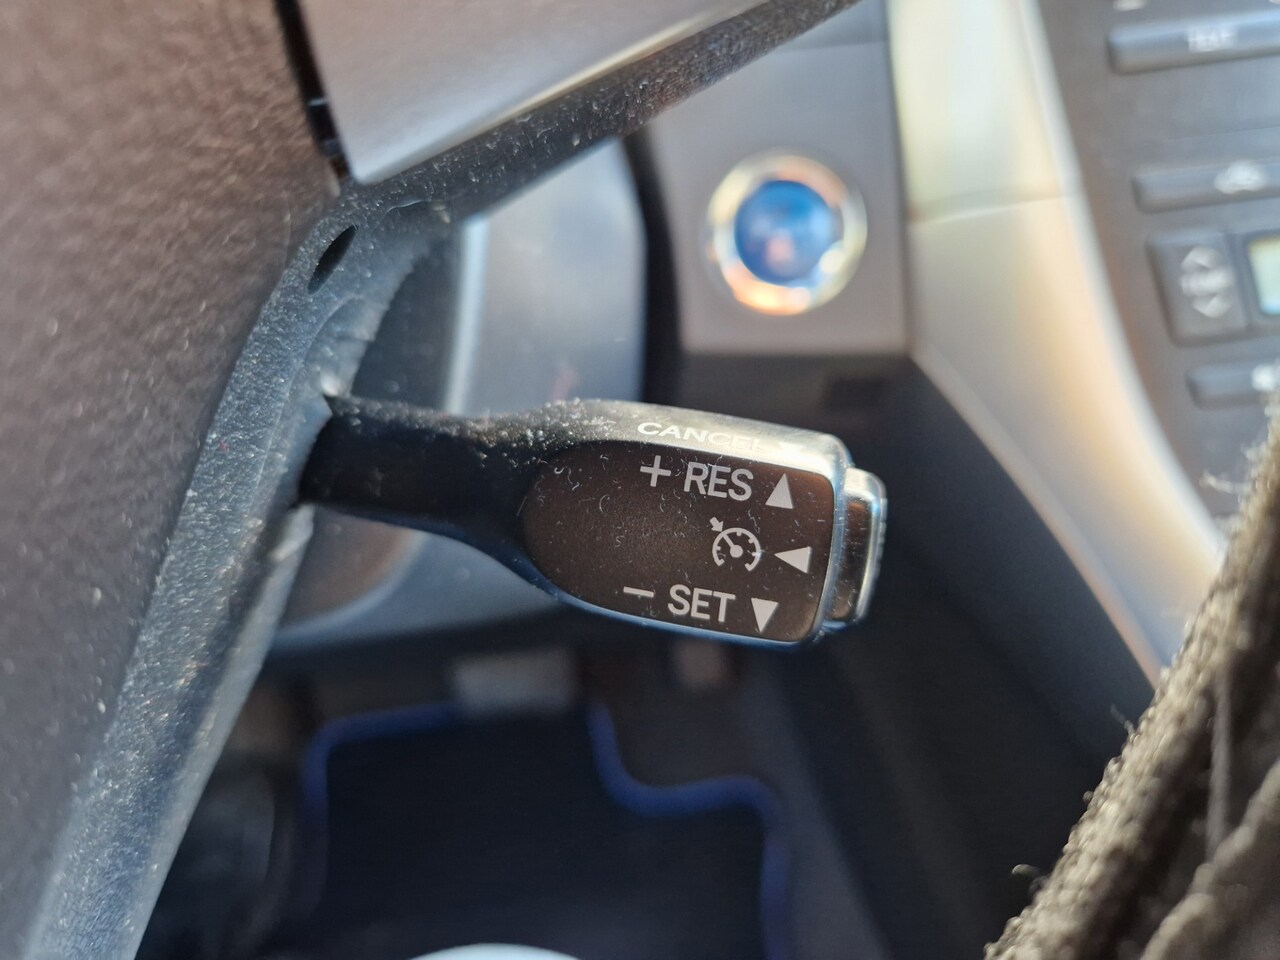 CANCEL
+ RES ▲
◀
− SET ▼